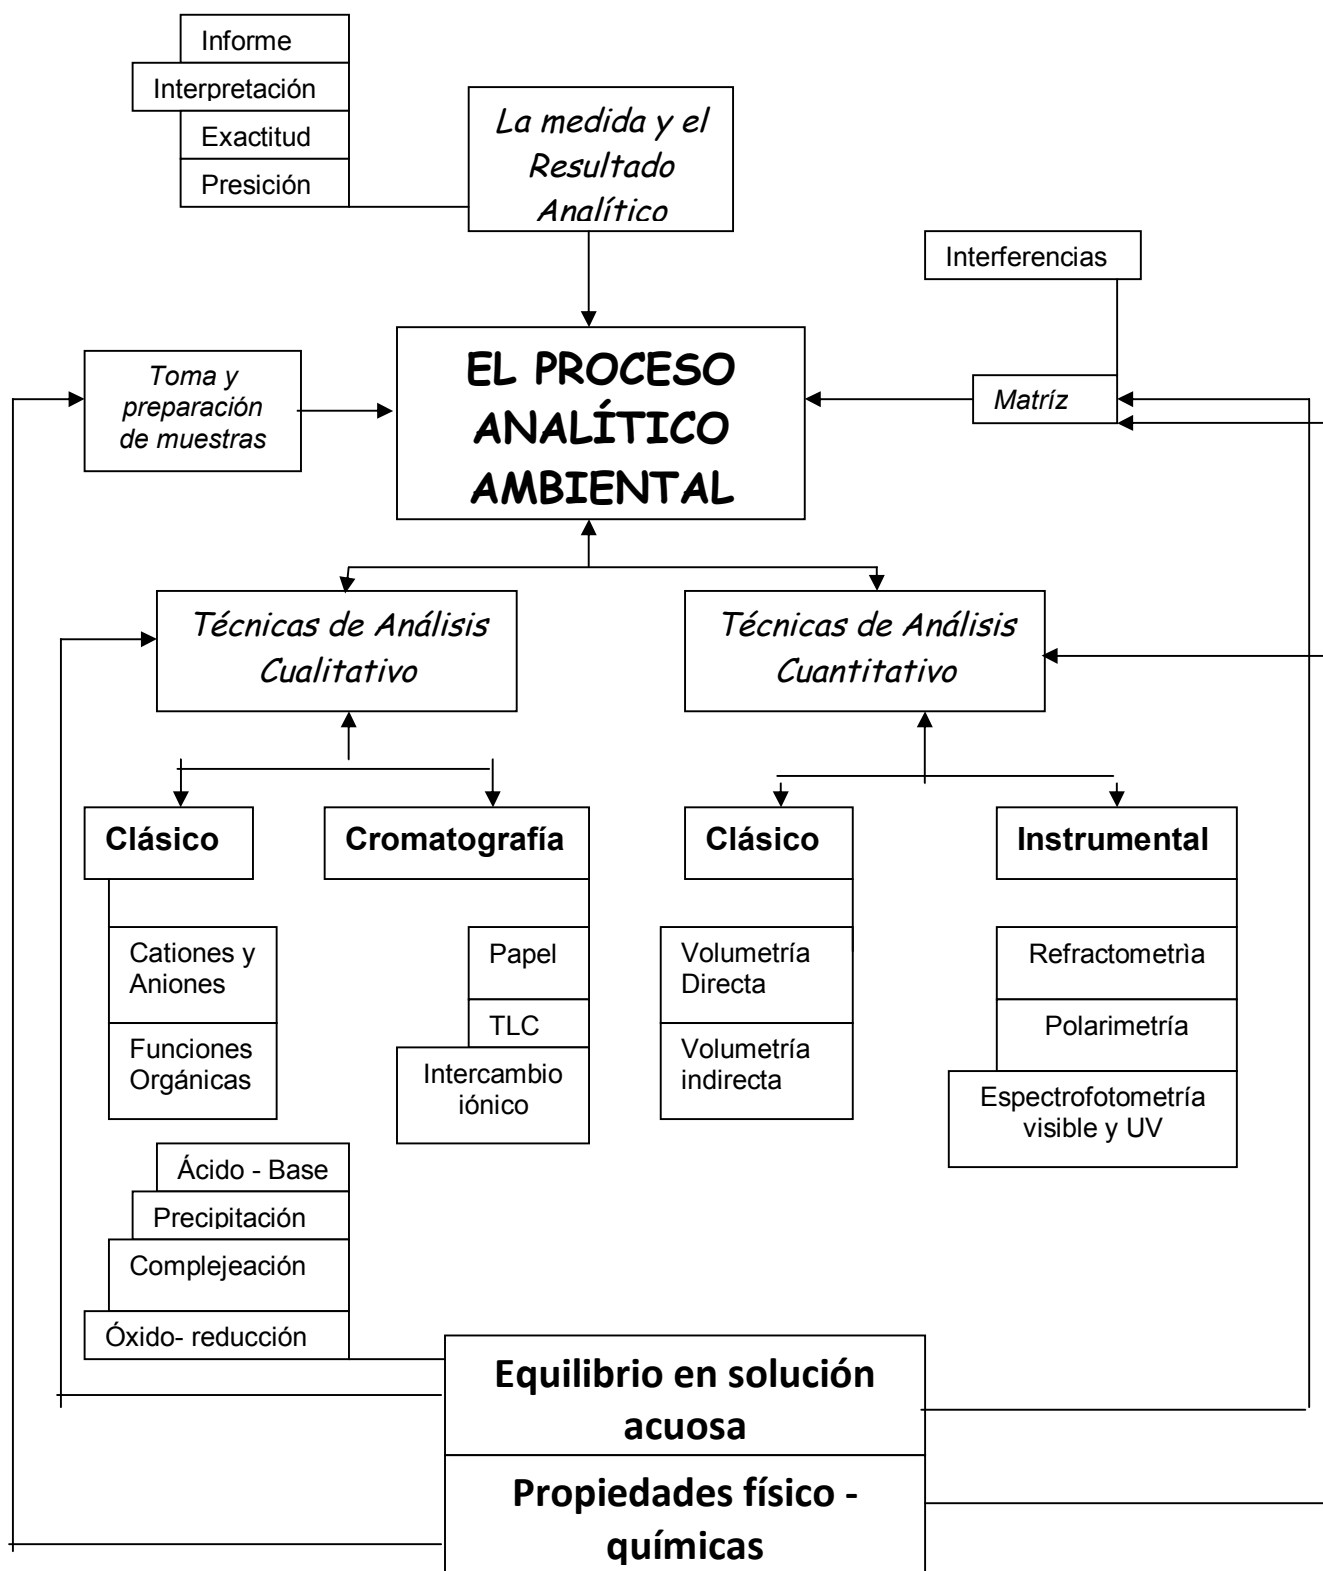 Informe
Interpretación
Exactitud
Presición
La medida y el
Resultado
Analítico
Interferencias
Toma y
preparación
de muestras
EL PROCESO
ANALÍTICO
AMBIENTAL
Matríz
Técnicas de Análisis
Cualitativo
Técnicas de Análisis
Cuantitativo
Clásico
Cromatografía
Clásico
Instrumental
Cationes y
Aniones
Funciones
Orgánicas
Papel
TLC
Intercambio
iónico
Volumetría
Directa
Volumetría
indirecta
Refractometrìa
Polarimetría
Espectrofotometría
visible y UV
Ácido - Base
Precipitación
Complejeación
Óxido- reducción
Equilibrio en solución
acuosa
Propiedades físico -
químicas